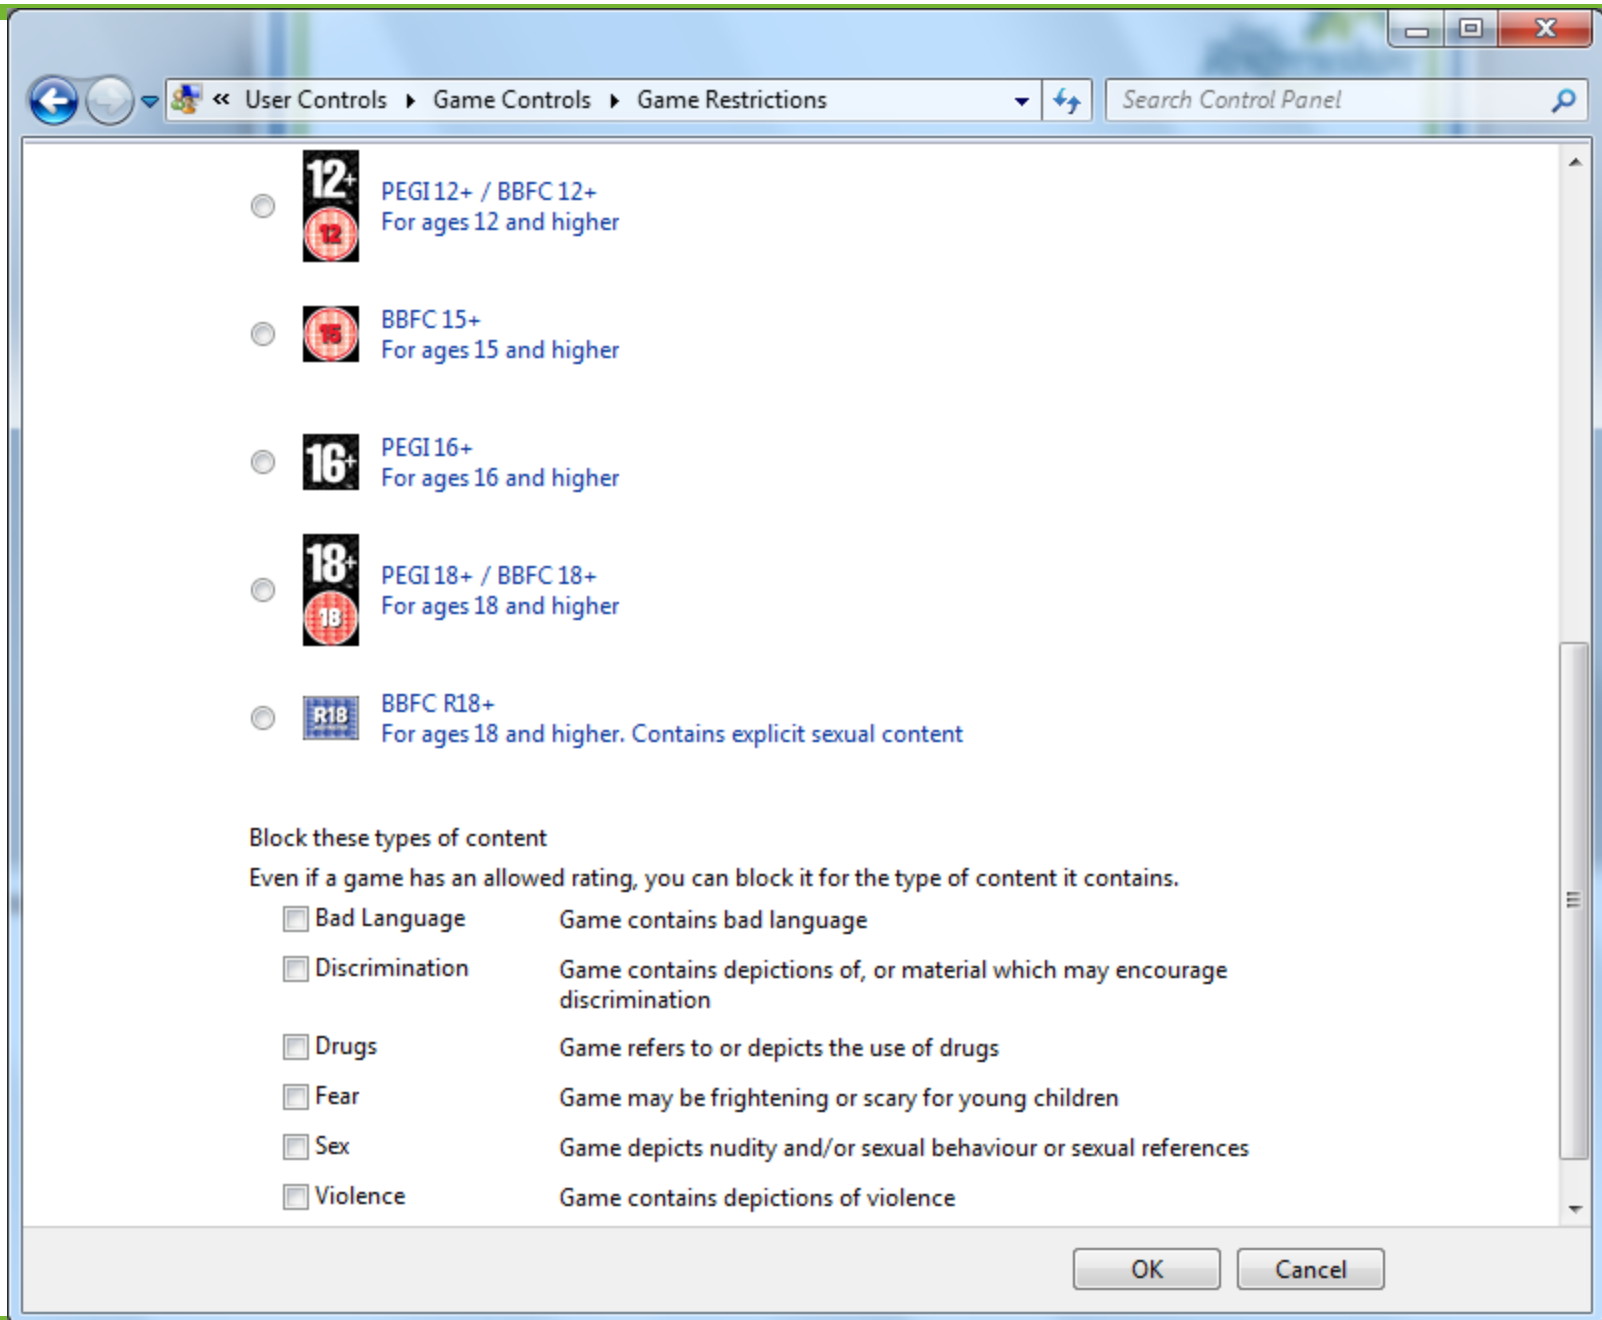 « User Controls Game Controls Game Restrictions
Search Control Panel
12+
12
PEGI 12+ / BBFC 12+
For ages 12 and higher
15
BBFC 15+
For ages 15 and higher
16+
PEGI 16+
For ages 16 and higher
18+
18
PEGI 18+ / BBFC 18+
For ages 18 and higher
R18
BBFC R18+
For ages 18 and higher. Contains explicit sexual content
Block these types of content
Even if a game has an allowed rating, you can block it for the type of content it contains.
Bad Language Game contains bad language
Discrimination Game contains depictions of, or material which may encourage
discrimination
Drugs Game refers to or depicts the use of drugs
Fear Game may be frightening or scary for young children
Sex Game depicts nudity and/or sexual behaviour or sexual references
Violence Game contains depictions of violence
OK Cancel